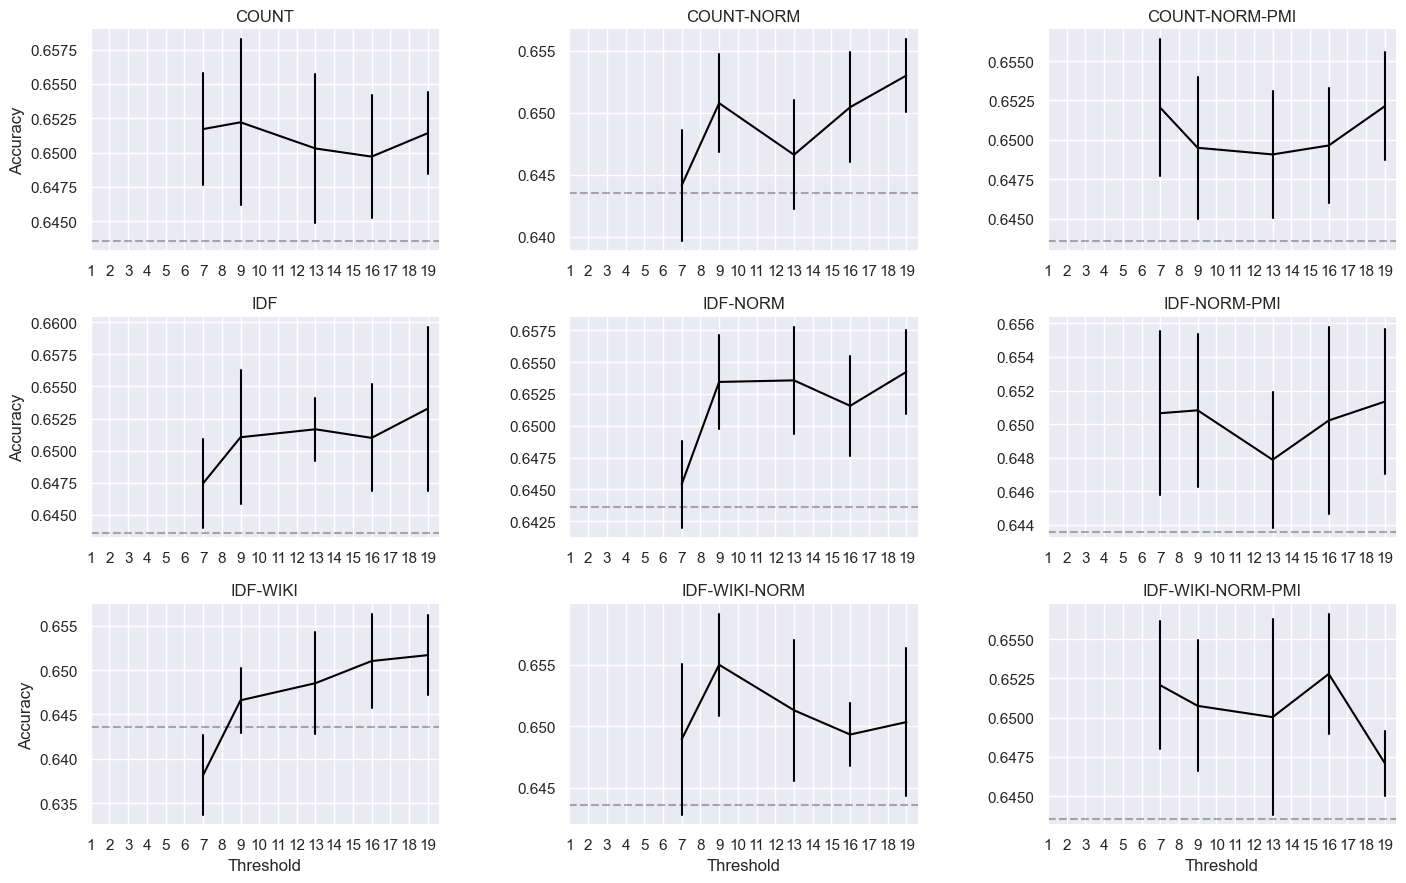 COUNT COUNT-NORM COUNT-NORM-PMI
Accuracy
0.6575
0.6550
0.6525
0.6500
0.6475
0.6450
1 2 3 4 5 6 7 8 9 10 11 12 13 14 15 16 17 18 19
0.655
0.650
0.645
0.640
1 2 3 4 5 6 7 8 9 10 11 12 13 14 15 16 17 18 19
0.6550
0.6525
0.6500
0.6475
0.6450
1 2 3 4 5 6 7 8 9 10 11 12 13 14 15 16 17 18 19
IDF IDF-NORM IDF-NORM-PMI
Accuracy
0.6600
0.6575
0.6550
0.6525
0.6500
0.6475
0.6450
1 2 3 4 5 6 7 8 9 10 11 12 13 14 15 16 17 18 19
0.6575
0.6550
0.6525
0.6500
0.6475
0.6450
0.6425
1 2 3 4 5 6 7 8 9 10 11 12 13 14 15 16 17 18 19
0.656
0.654
0.652
0.650
0.648
0.646
0.644
1 2 3 4 5 6 7 8 9 10 11 12 13 14 15 16 17 18 19
IDF-WIKI IDF-WIKI-NORM IDF-WIKI-NORM-PMI
Accuracy
0.655
0.650
0.645
0.640
0.635
1 2 3 4 5 6 7 8 9 10 11 12 13 14 15 16 17 18 19
Threshold
0.655
0.650
0.645
1 2 3 4 5 6 7 8 9 10 11 12 13 14 15 16 17 18 19
Threshold
0.6550
0.6525
0.6500
0.6475
0.6450
1 2 3 4 5 6 7 8 9 10 11 12 13 14 15 16 17 18 19
Threshold